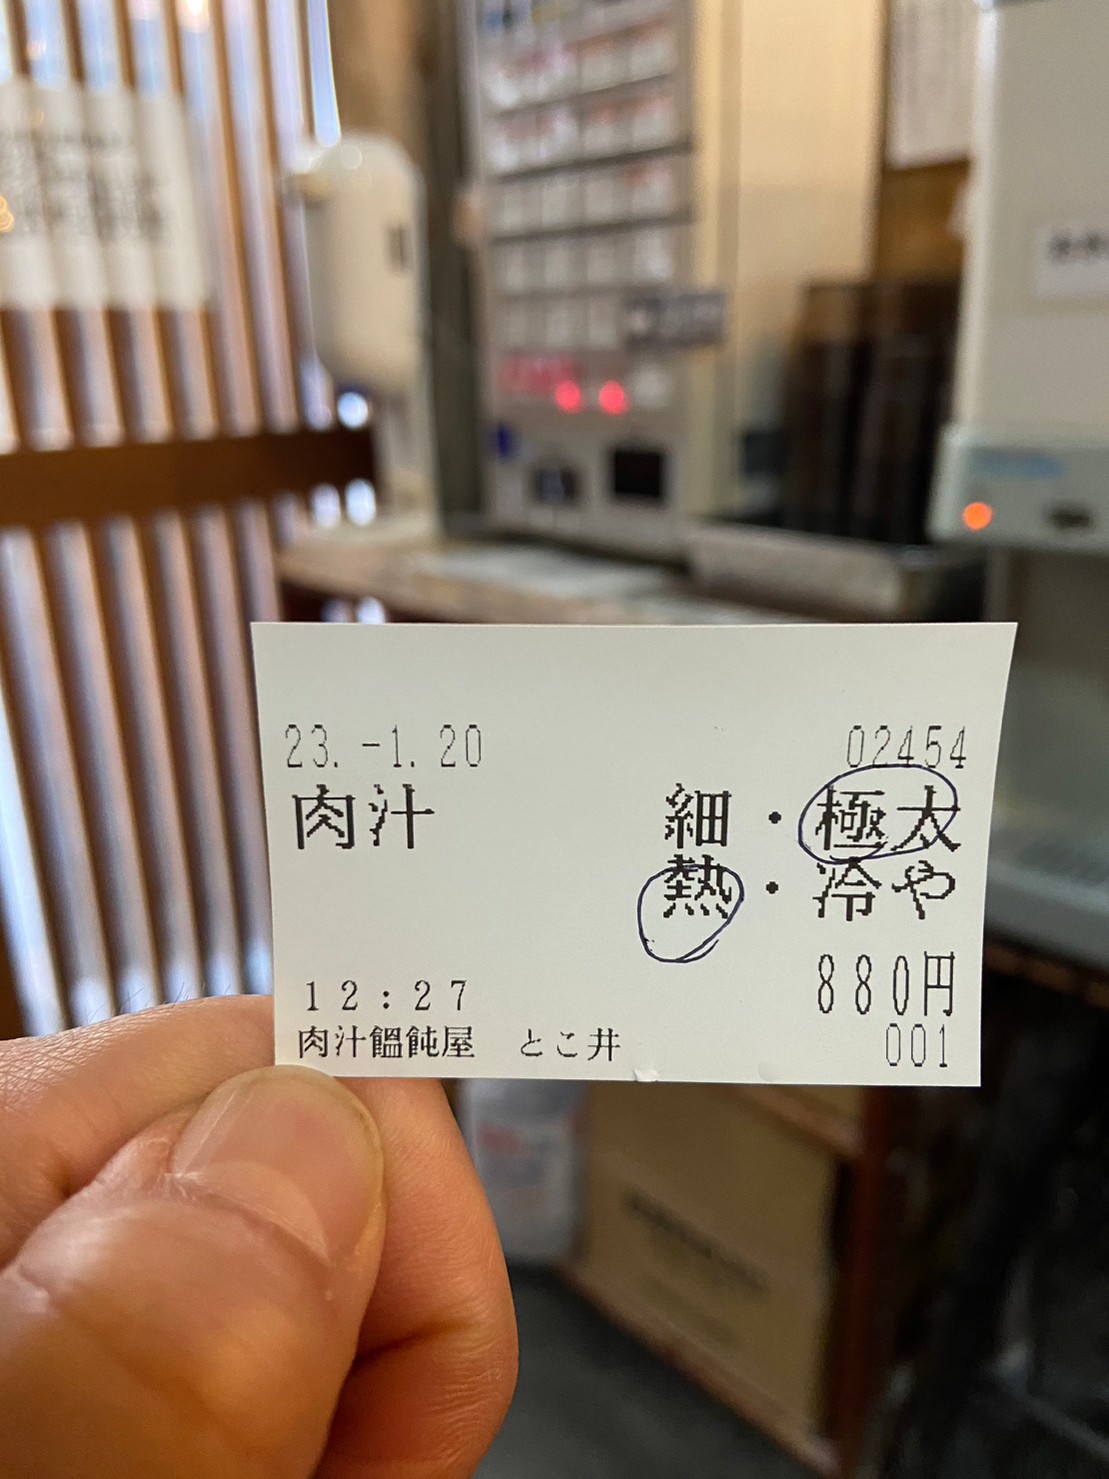 23.-1.20 02454
肉汁 細・極太
熱・冷や
880円
12:27
肉汁饂飩屋 とこ井 001